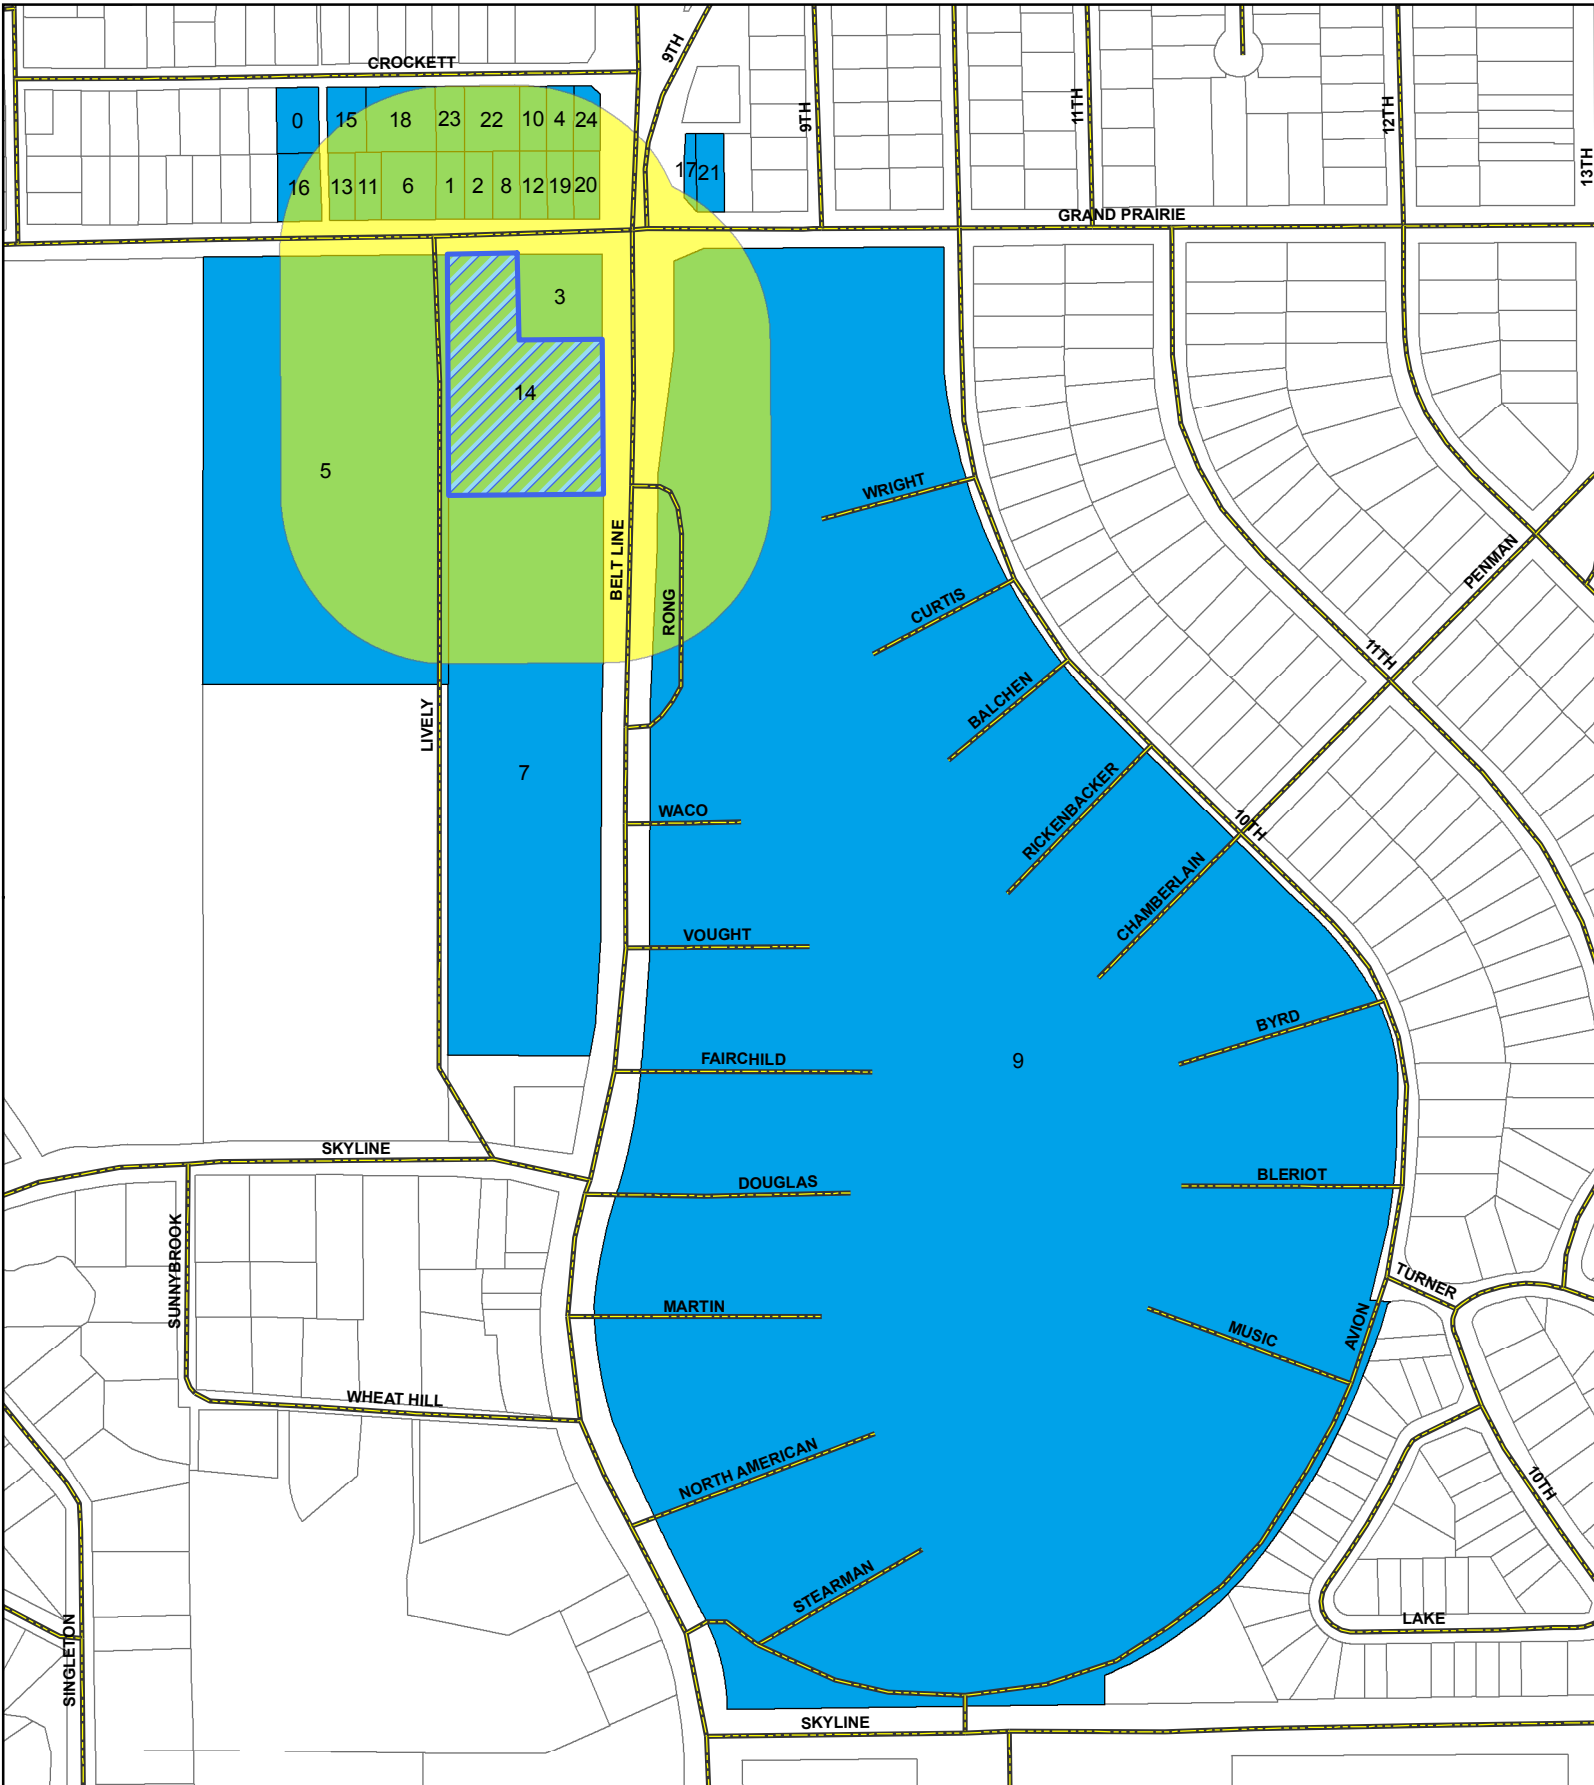 9TH
CROCKETT
9TH
11TH
12TH
13TH
0
15
18
23
22
10
4
24
16
13
11
6
1
2
8
12
19
20
17
21
GRAND PRAIRIE
3
14
5
WRIGHT
BELT LINE
RONG
CURTIS
PENMAN
11TH
BALCHEN
LIVELY
7
WACO
RICKENBACKER
10TH
CHAMBERLAIN
VOUGHT
BYRD
FAIRCHILD
9
SKYLINE
DOUGLAS
BLERIOT
SUNNYBROOK
TURNER
MARTIN
MUSIC
AVION
WHEAT HILL
NORTH AMERICAN
10TH
STEARMAN
LAKE
SINGLETON
SKYLINE